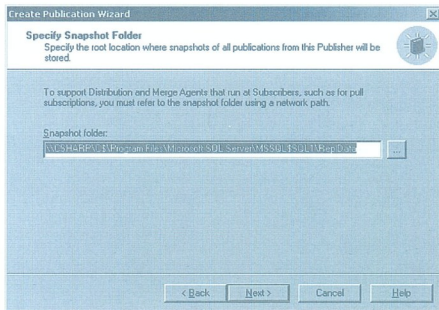 Create Publication Wizard
Specify Snapshot Folder
Specify the root location where snapshots of all publications from this Publisher will be
stored.
To support Distribution and Merge Agents that run at Subscribers, such as for pull
subscriptions, you must refer to the snapshot folder using a network path.
Snapshot folder:
\\CSHARP\C$\Program Files\Microsoft SQL Server\MSSQL$SQL1\ReplData
...
< Back
Next >
Cancel
Help